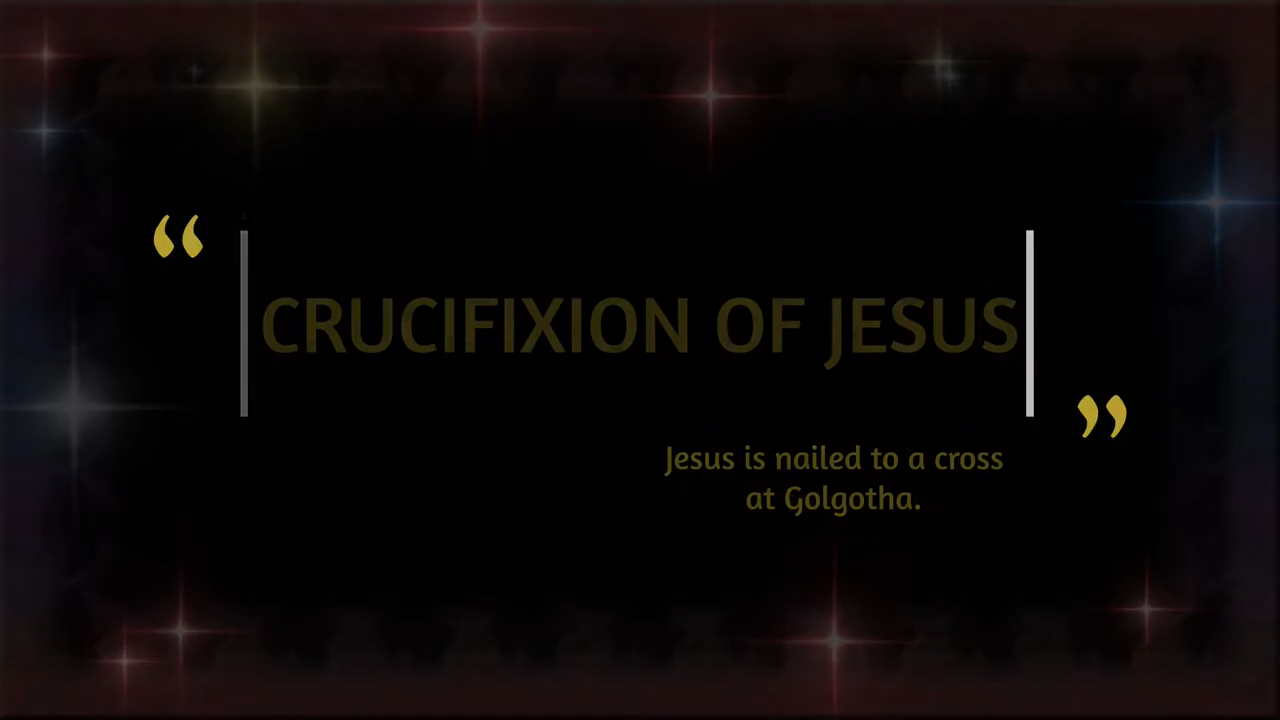 “ CRUCIFIXION OF JESUS ”
Jesus is nailed to a cross
at Golgotha.